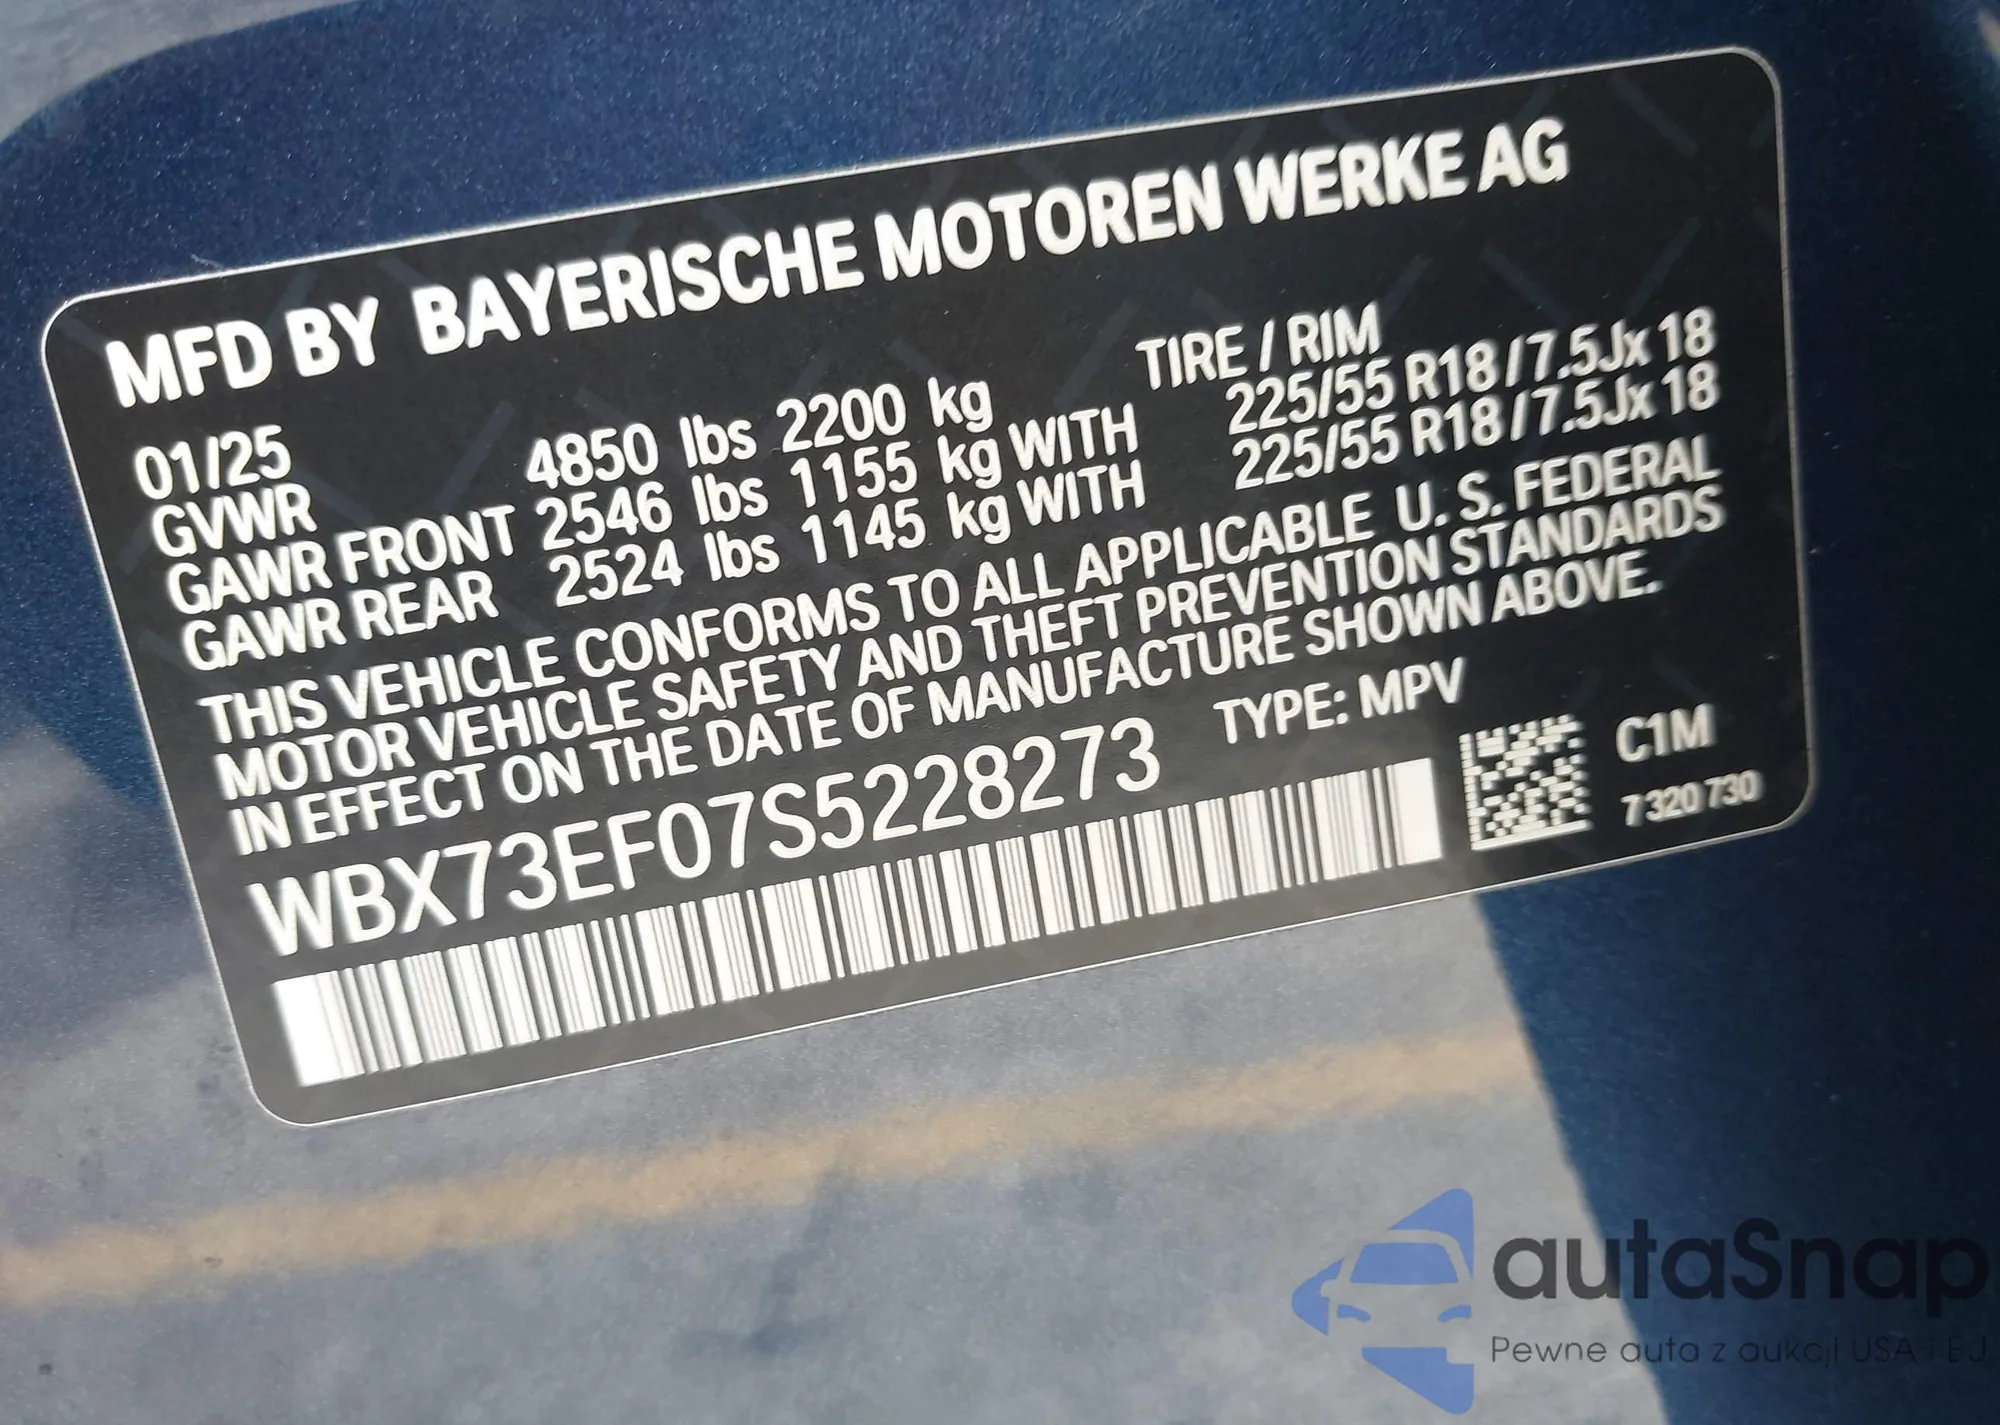 MFD BY BAYERISCHE MOTOREN WERKE AG
TIRE / RIM
01/25
GVWR 4850 lbs 2200 kg
GAWR FRONT 2546 lbs 1155 kg WITH 225/55 R18 / 7.5Jx 18
GAWR REAR 2524 lbs 1145 kg WITH 225/55 R18 / 7.5Jx 18
THIS VEHICLE CONFORMS TO ALL APPLICABLE U. S. FEDERAL
MOTOR VEHICLE SAFETY AND THEFT PREVENTION STANDARDS
IN EFFECT ON THE DATE OF MANUFACTURE SHOWN ABOVE.
WBX73EF07S5228273 TYPE: MPV
C1M
7 320 730
autaSnap
Pewne auta z aukcji USA i EU